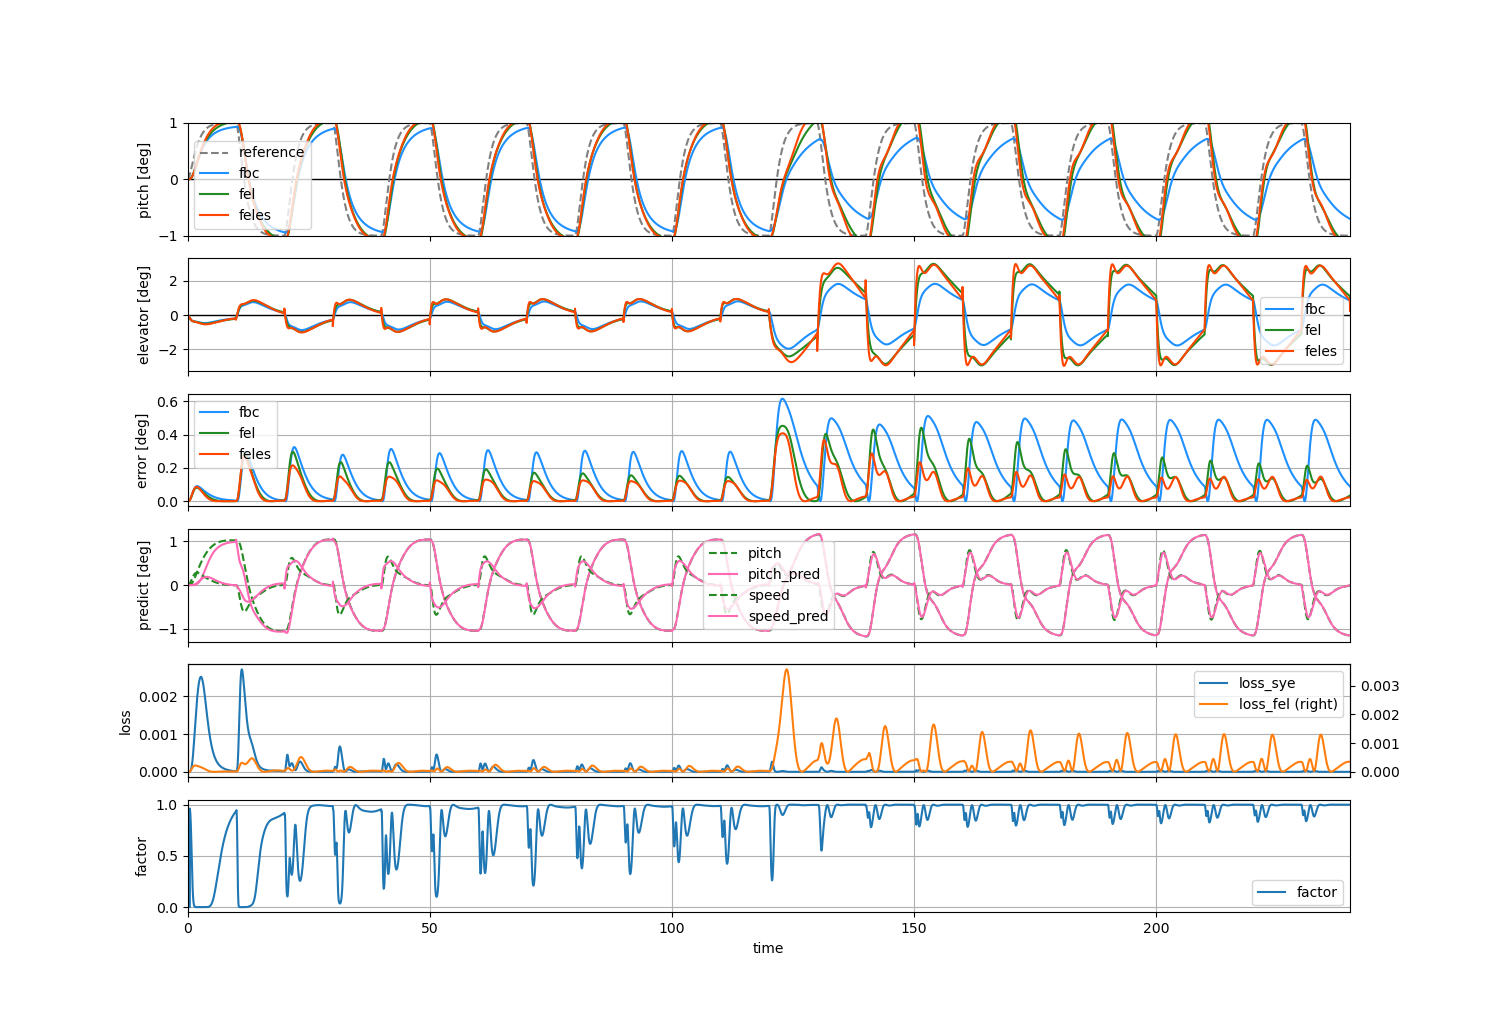 1
0
−1
pitch [deg]
reference
fbc
fel
feles
2
0
−2
elevator [deg]
fbc
fel
feles
0.6
0.4
0.2
0.0
error [deg]
fbc
fel
feles
1
0
−1
predict [deg]
pitch
pitch_pred
speed
speed_pred
0.002
0.001
0.000
loss
loss_sye
loss_fel (right)
0.003
0.002
0.001
0.000
1.0
0.5
0.0
factor
factor
0 50 100 150 200
time